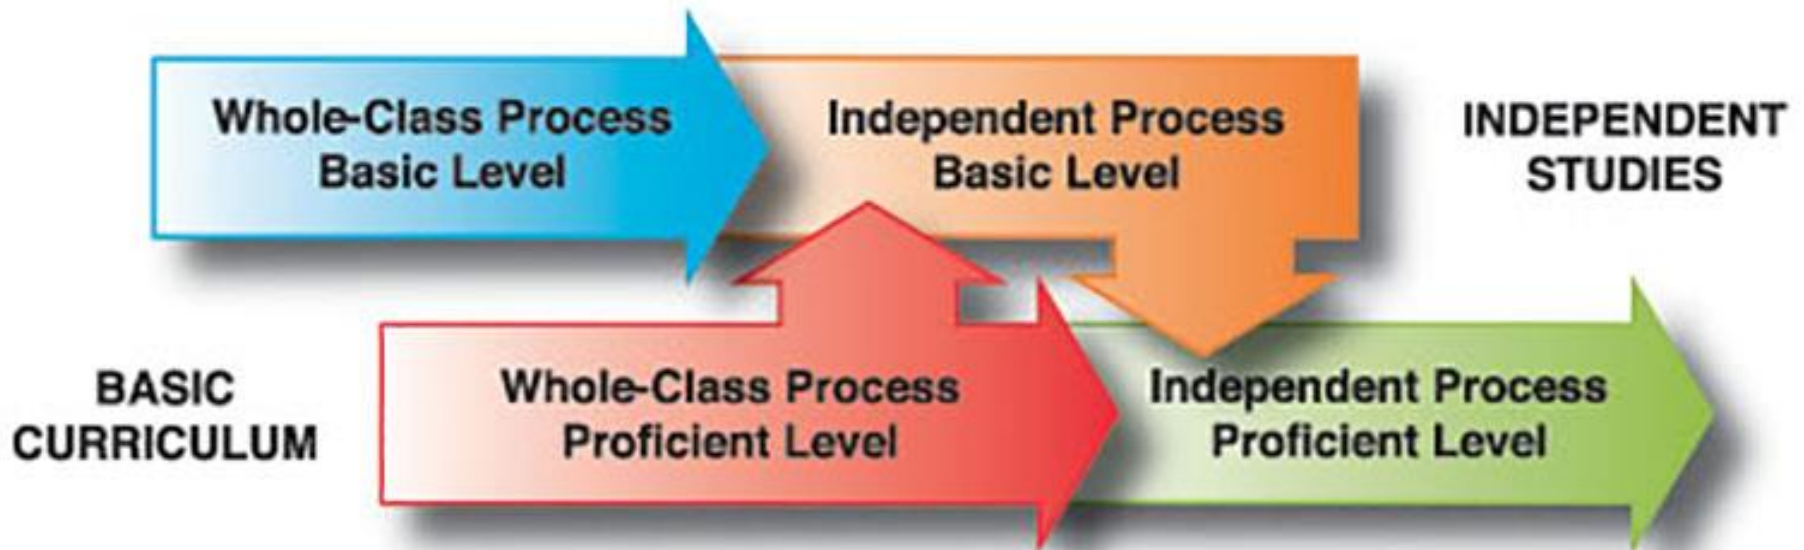 Whole-Class Process
Basic Level
Independent Process
Basic Level
INDEPENDENT
STUDIES
BASIC
CURRICULUM
Whole-Class Process
Proficient Level
Independent Process
Proficient Level